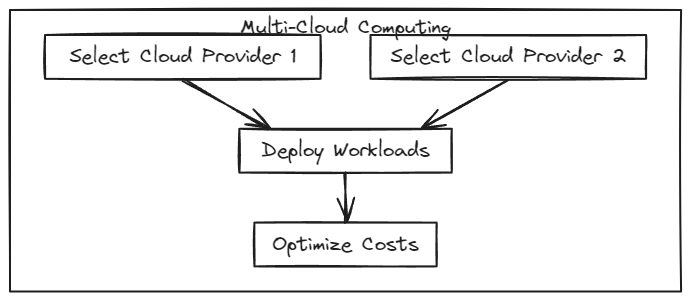 Multi-Cloud Computing
Select Cloud Provider 1
Select Cloud Provider 2
Deploy Workloads
Optimize Costs